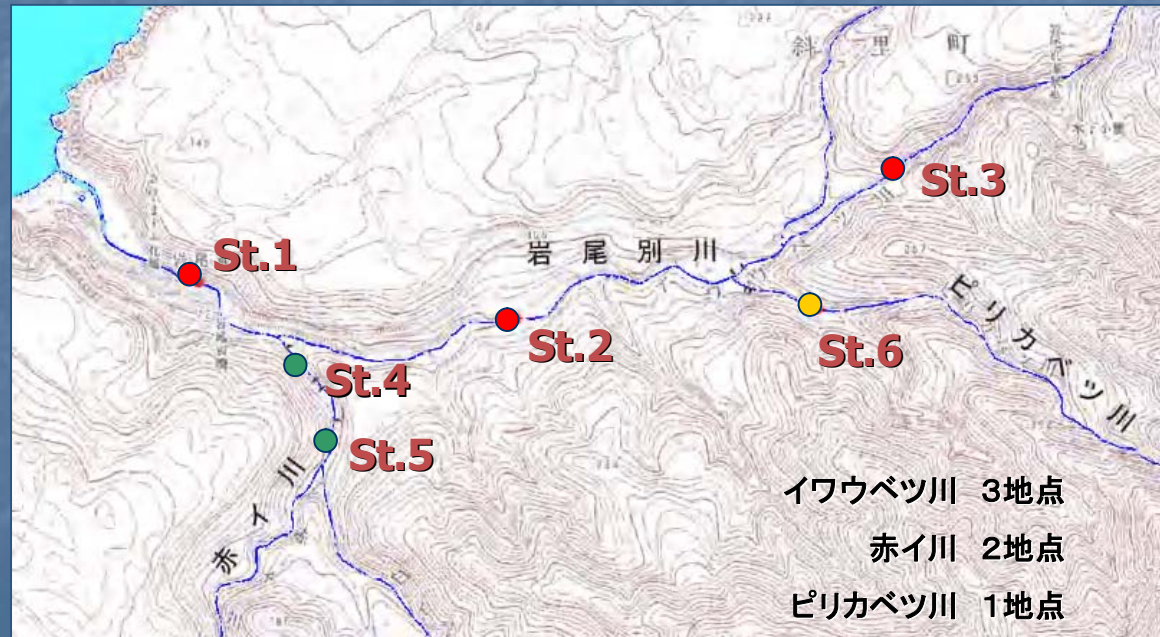 斜里町
St.3
岩尾別川
St.1
ピリカベツ川
St.2
St.6
St.4
St.5
赤イ川
イワウベツ川 3地点
赤イ川 2地点
ピリカベツ川 1地点